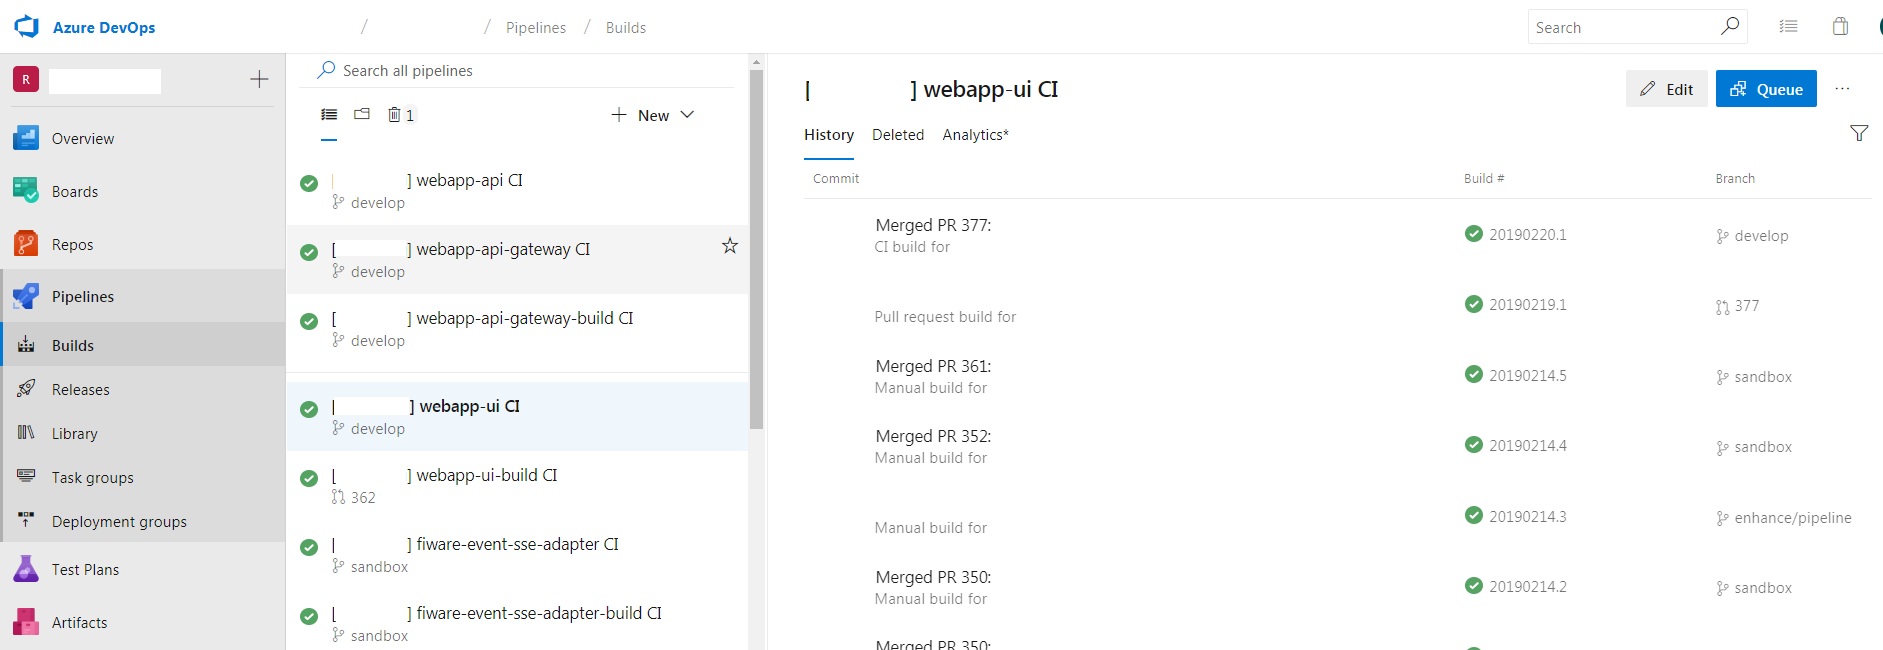 Azure DevOps
/ / Pipelines / Builds
Search
R
Overview
Boards
Repos
Pipelines
Builds
Releases
Library
Task groups
Deployment groups
Test Plans
Artifacts
Search all pipelines
1
New
] webapp-api CI
develop
[ ] webapp-api-gateway CI
develop
[ ] webapp-api-gateway-build CI
develop
[ ] webapp-ui CI
develop
[ ] webapp-ui-build CI
362
[ ] fiware-event-sse-adapter CI
sandbox
[ ] fiware-event-sse-adapter-build CI
sandbox
[ ] webapp-ui CI
Edit
Queue
...
History Deleted Analytics*
Commit Build # Branch
Merged PR 377:
CI build for
20190220.1
develop
Pull request build for
20190219.1
377
Merged PR 361:
Manual build for
20190214.5
sandbox
Merged PR 352:
Manual build for
20190214.4
sandbox
Manual build for
20190214.3
enhance/pipeline
Merged PR 350:
Manual build for
20190214.2
sandbox
Merged PR 350: